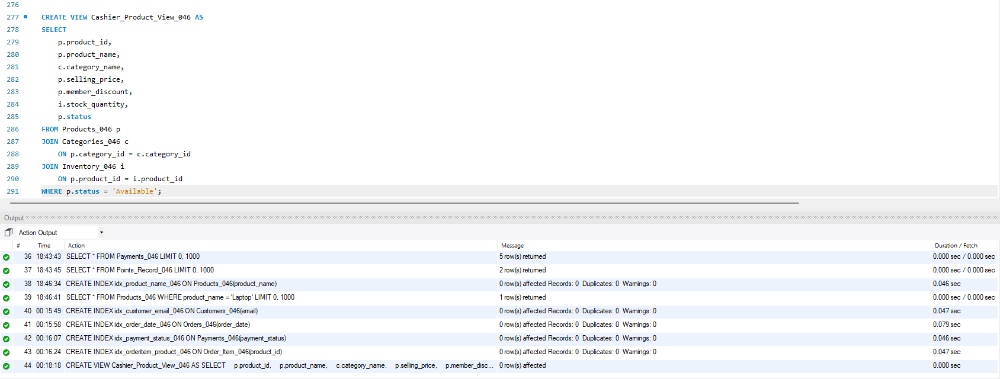 276
277 CREATE VIEW Cashier_Product_View_046 AS
278 SELECT
279 p.product_id,
280 p.product_name,
281 c.category_name,
282 p.selling_price,
283 p.member_discount,
284 i.stock_quantity,
285 p.status
286 FROM Products_046 p
287 JOIN Categories_046 c
288 ON p.category_id = c.category_id
289 JOIN Inventory_046 i
290 ON p.product_id = i.product_id
291 WHERE p.status = 'Available';
Output
Action Output
# Time Action Message Duration / Fetch
36 18:43:43 SELECT * FROM Payments_046 LIMIT 0, 1000 5 row(s) returned 0.000 sec / 0.000 sec
37 18:43:45 SELECT * FROM Points_Record_046 LIMIT 0, 1000 2 row(s) returned 0.000 sec / 0.000 sec
38 18:46:34 CREATE INDEX idx_product_name_046 ON Products_046(product_name) 0 row(s) affected Records: 0 Duplicates: 0 Warnings: 0 0.046 sec
39 18:46:41 SELECT * FROM Products_046 WHERE product_name = 'Laptop' LIMIT 0, 1000 1 row(s) returned 0.000 sec / 0.000 sec
40 00:15:49 CREATE INDEX idx_customer_email_046 ON Customers_046(email) 0 row(s) affected Records: 0 Duplicates: 0 Warnings: 0 0.047 sec
41 00:15:58 CREATE INDEX idx_order_date_046 ON Orders_046(order_date) 0 row(s) affected Records: 0 Duplicates: 0 Warnings: 0 0.079 sec
42 00:16:07 CREATE INDEX idx_payment_status_046 ON Payments_046(payment_status) 0 row(s) affected Records: 0 Duplicates: 0 Warnings: 0 0.046 sec
43 00:16:24 CREATE INDEX idx_orderitem_product_046 ON Order_Item_046(product_id) 0 row(s) affected Records: 0 Duplicates: 0 Warnings: 0 0.047 sec
44 00:18:18 CREATE VIEW Cashier_Product_View_046 AS SELECT p.product_id, p.product_name, c.category_name, p.selling_price, p.member_disc... 0 row(s) affected 0.000 sec